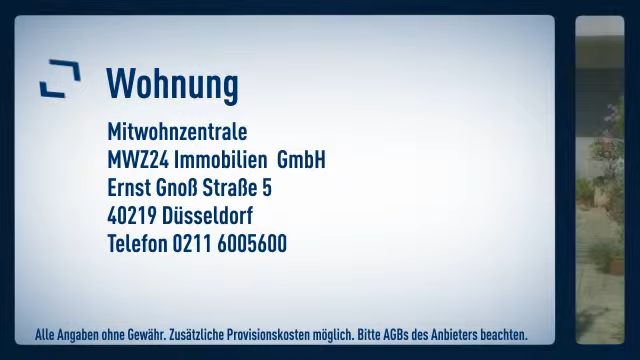 Wohnung
Mitwohnzentrale
MWZ24 Immobilien GmbH
Ernst Gnoß Straße 5
40219 Düsseldorf
Telefon 0211 6005600
Alle Angaben ohne Gewähr. Zusätzliche Provisionskosten möglich. Bitte AGBs des Anbieters beachten.